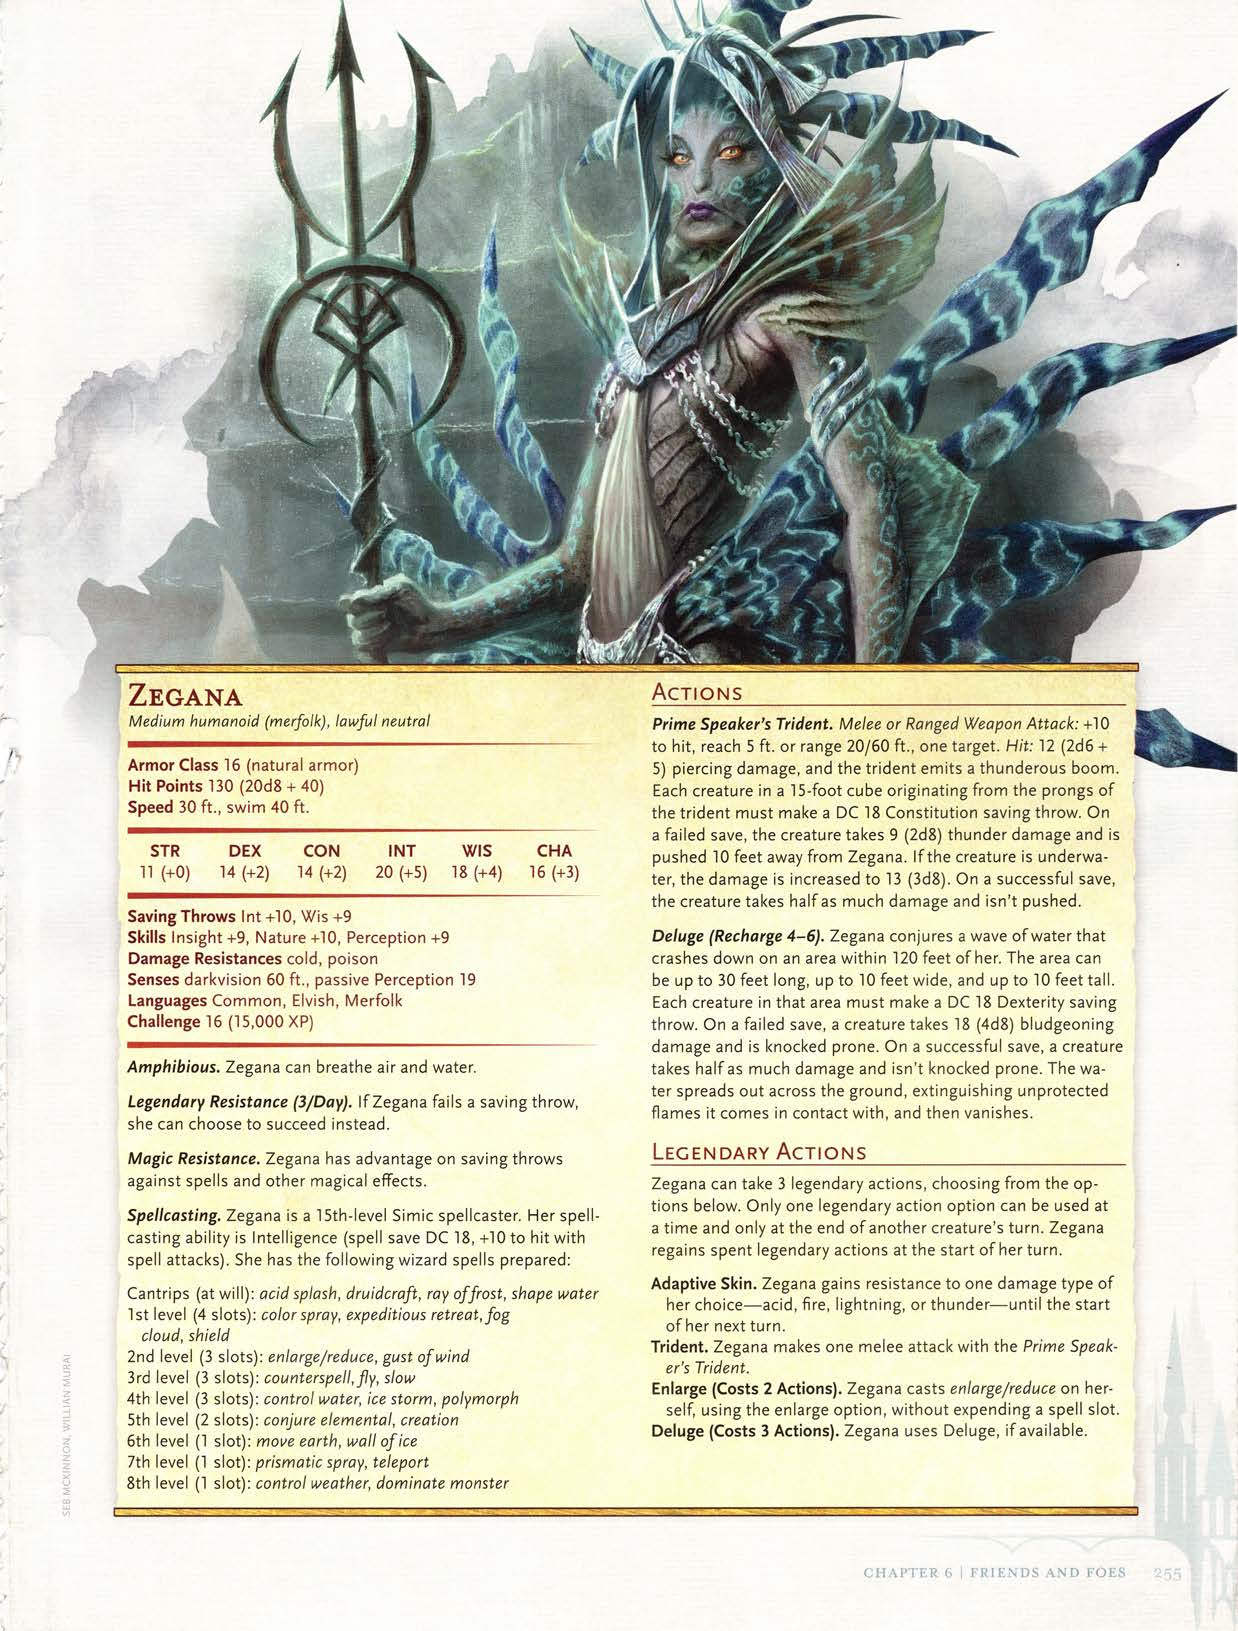 ZEGANA
Medium humanoid (merfolk), lawful neutral
Armor Class 16 (natural armor)
Hit Points 130 (20d8 + 40)
Speed 30 ft., swim 40 ft.
STR DEX CON INT WIS CHA
11 (+0) 14 (+2) 14 (+2) 20 (+5) 18 (+4) 16 (+3)
Saving Throws Int +10, Wis +9
Skills Insight +9, Nature +10, Perception +9
Damage Resistances cold, poison
Senses darkvision 60 ft., passive Perception 19
Languages Common, Elvish, Merfolk
Challenge 16 (15,000 XP)
Amphibious. Zegana can breathe air and water.
Legendary Resistance (3/Day). If Zegana fails a saving throw,
she can choose to succeed instead.
Magic Resistance. Zegana has advantage on saving throws
against spells and other magical effects.
Spellcasting. Zegana is a 15th-level Simic spellcaster. Her spell-
casting ability is Intelligence (spell save DC 18, +10 to hit with
spell attacks). She has the following wizard spells prepared:
Cantrips (at will): acid splash, druidcraft, ray of frost, shape water
1st level (4 slots): color spray, expeditious retreat, fog
cloud, shield
2nd level (3 slots): enlarge/reduce, gust of wind
3rd level (3 slots): counterspell, fly, slow
4th level (3 slots): control water, ice storm, polymorph
5th level (2 slots): conjure elemental, creation
6th level (1 slot): move earth, wall of ice
7th level (1 slot): prismatic spray, teleport
8th level (1 slot): control weather, dominate monster
ACTIONS
Prime Speaker's Trident. Melee or Ranged Weapon Attack: +10
to hit, reach 5 ft. or range 20/60 ft., one target. Hit: 12 (2d6 +
5) piercing damage, and the trident emits a thunderous boom.
Each creature in a 15-foot cube originating from the prongs of
the trident must make a DC 18 Constitution saving throw. On
a failed save, the creature takes 9 (2d8) thunder damage and is
pushed 10 feet away from Zegana. If the creature is underwa-
ter, the damage is increased to 13 (3d8). On a successful save,
the creature takes half as much damage and isn't pushed.
Deluge (Recharge 4–6). Zegana conjures a wave of water that
crashes down on an area within 120 feet of her. The area can
be up to 30 feet long, up to 10 feet wide, and up to 10 feet tall.
Each creature in that area must make a DC 18 Dexterity saving
throw. On a failed save, a creature takes 18 (4d8) bludgeoning
damage and is knocked prone. On a successful save, a creature
takes half as much damage and isn't knocked prone. The wa-
ter spreads out across the ground, extinguishing unprotected
flames it comes in contact with, and then vanishes.
LEGENDARY ACTIONS
Zegana can take 3 legendary actions, choosing from the op-
tions below. Only one legendary action option can be used at
a time and only at the end of another creature's turn. Zegana
regains spent legendary actions at the start of her turn.
Adaptive Skin. Zegana gains resistance to one damage type of
her choice—acid, fire, lightning, or thunder—until the start
of her next turn.
Trident. Zegana makes one melee attack with the Prime Speak-
er's Trident.
Enlarge (Costs 2 Actions). Zegana casts enlarge/reduce on her-
self, using the enlarge option, without expending a spell slot.
Deluge (Costs 3 Actions). Zegana uses Deluge, if available.
SEB MCKINNON, WILLIAN MURAI
CHAPTER 6 | FRIENDS AND FOES 255